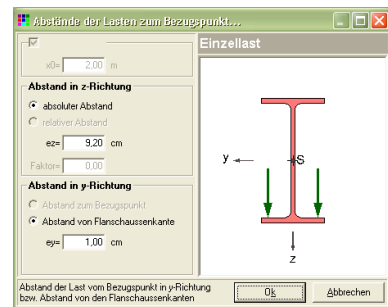 Abstände der Lasten zum Bezugspunkt...
Einzellast
x0= 2,00 m
Abstand in z-Richtung
absoluter Abstand
relativer Abstand
ez= 9,20 cm
Faktor= 0,00
Abstand in y-Richtung
Abstand zum Bezugspunkt
Abstand von Flanschaussenkante
ey= 1,00 cm
y
S
z
Abstand der Last vom Bezugspunkt in y-Richtung
bzw. Abstand von den Flanschaussenkanten
Ok
Abbrechen